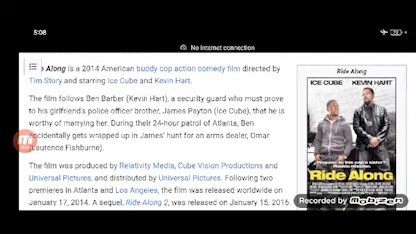 5:08
No internet connection
e Along is a 2014 American buddy cop action comedy film directed by
Tim Story and starring Ice Cube and Kevin Hart.
The film follows Ben Barber (Kevin Hart), a security guard who must prove
to his girlfriend's police officer brother, James Payton (Ice Cube), that he
is worthy of marrying her. During their 24-hour patrol of Atlanta, Ben
accidentally gets wrapped up in James' hunt for an arms dealer, Omar
(Laurence Fishburne).
The film was produced by Relativity Media, Cube Vision Productions and
Universal Pictures, and distributed by Universal Pictures. Following two
premieres in Atlanta and Los Angeles, the film was released worldwide on
January 17, 2014. A sequel, Ride Along 2, was released on January 15, 2016.
Ride Along
ICE CUBE KEVIN HART
Ride Along
Recorded by Mobizen